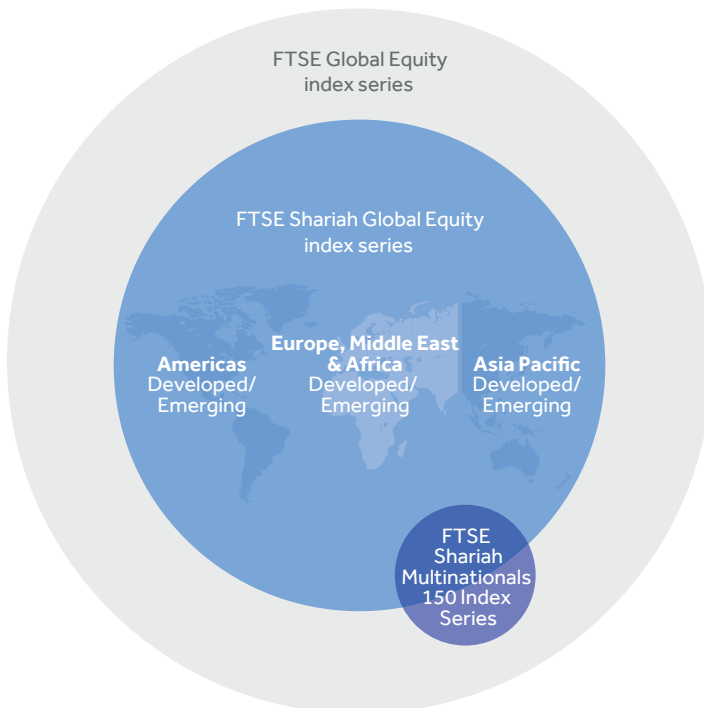 FTSE Global Equity
index series
FTSE Shariah Global Equity
index series
Americas
Developed/
Emerging
Europe, Middle East
& Africa
Developed/
Emerging
Asia Pacific
Developed/
Emerging
FTSE
Shariah
Multinationals
150 Index
Series